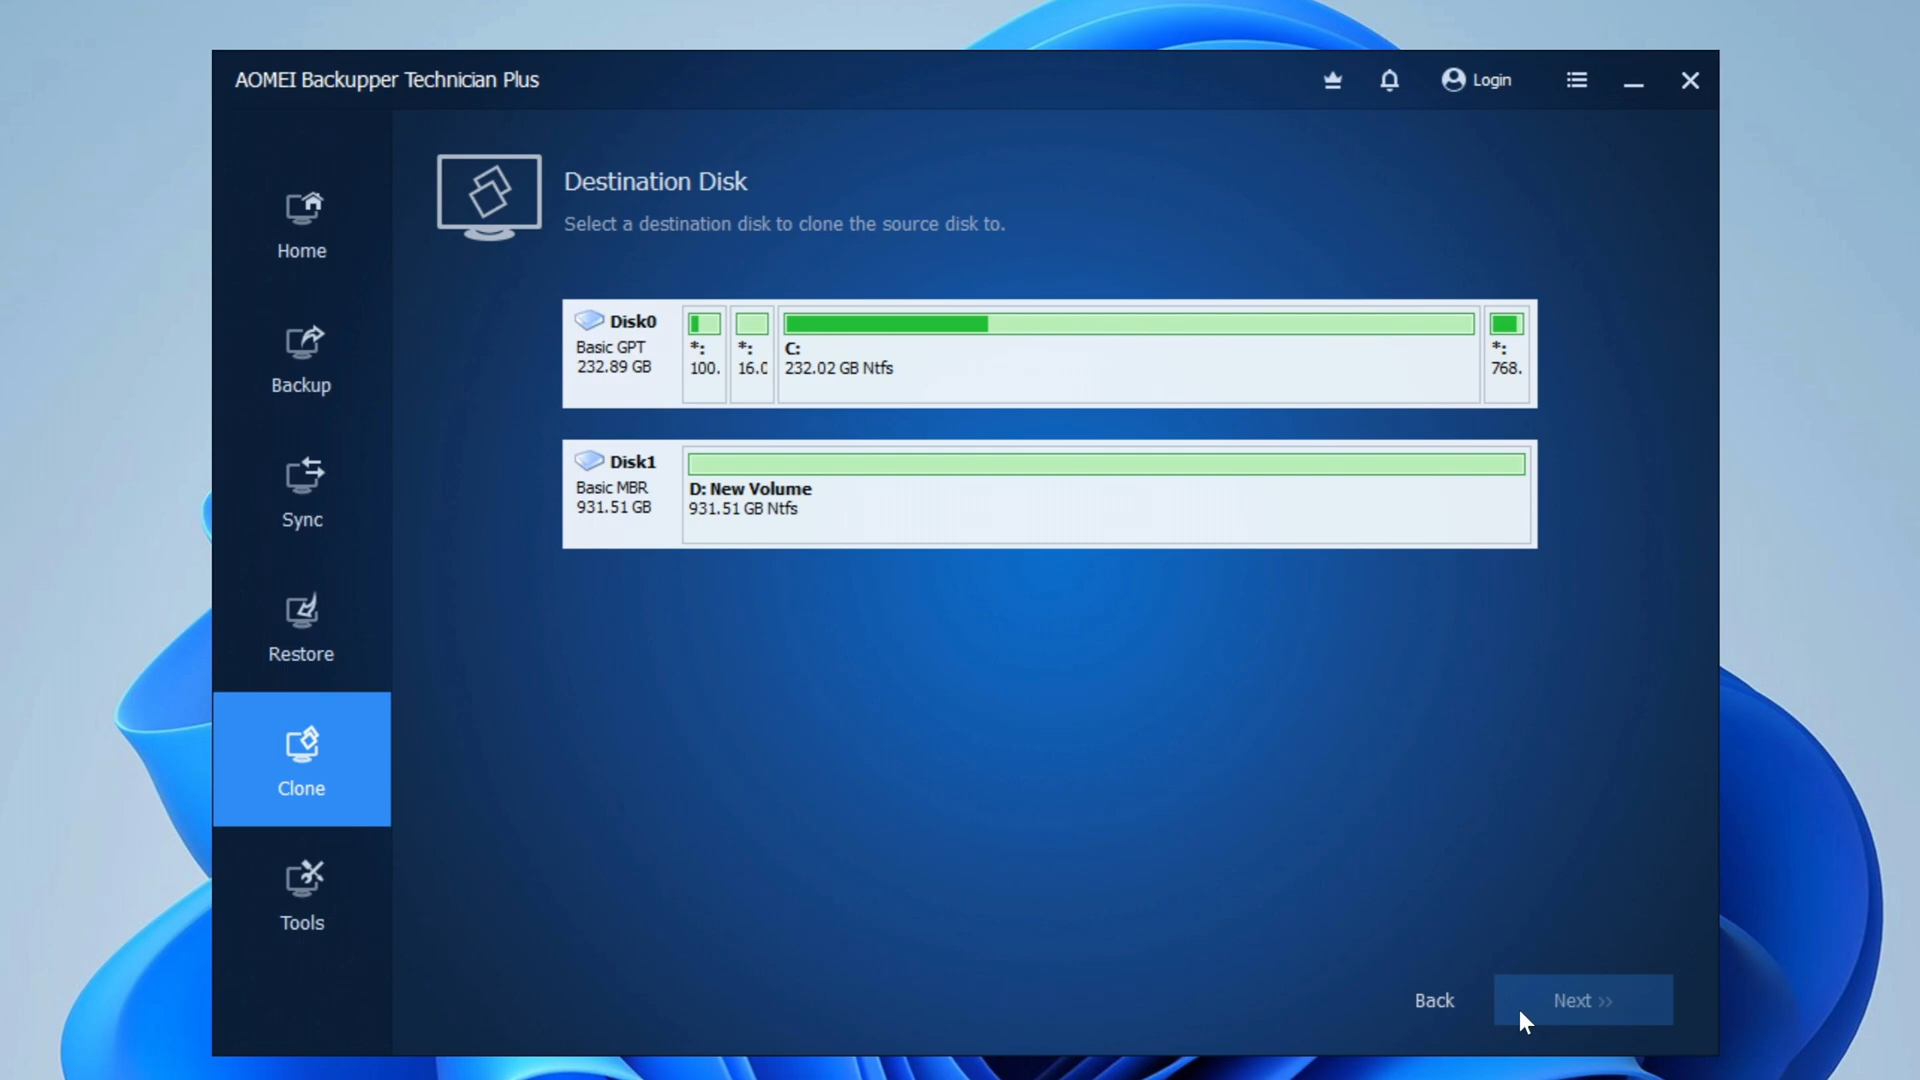 AOMEI Backupper Technician Plus
Login
Home
Backup
Sync
Restore
Clone
Tools
Destination Disk
Select a destination disk to clone the source disk to.
Disk0
Basic GPT
232.89 GB
*:
100.
*:
16.0
C:
232.02 GB Ntfs
*:
768.
Disk1
Basic MBR
931.51 GB
D: New Volume
931.51 GB Ntfs
Back
Next >>